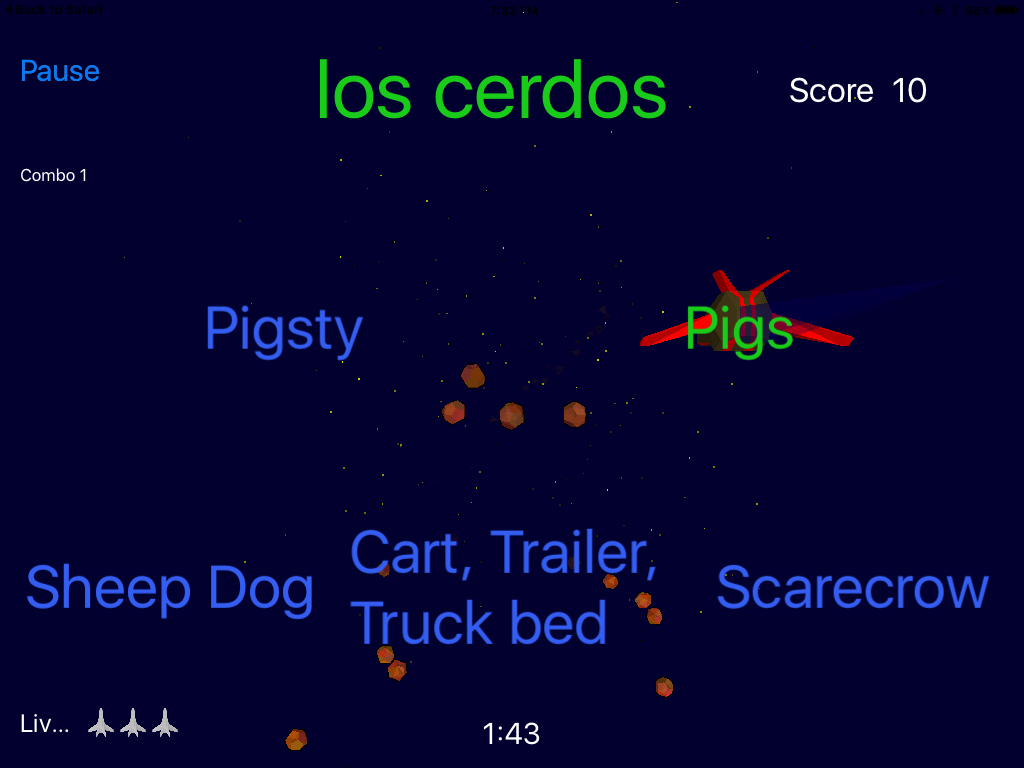 Pause
los cerdos
Score 10
Combo 1
Pigsty
Pigs
Sheep Dog
Cart, Trailer,
Truck bed
Scarecrow
Liv...
1:43